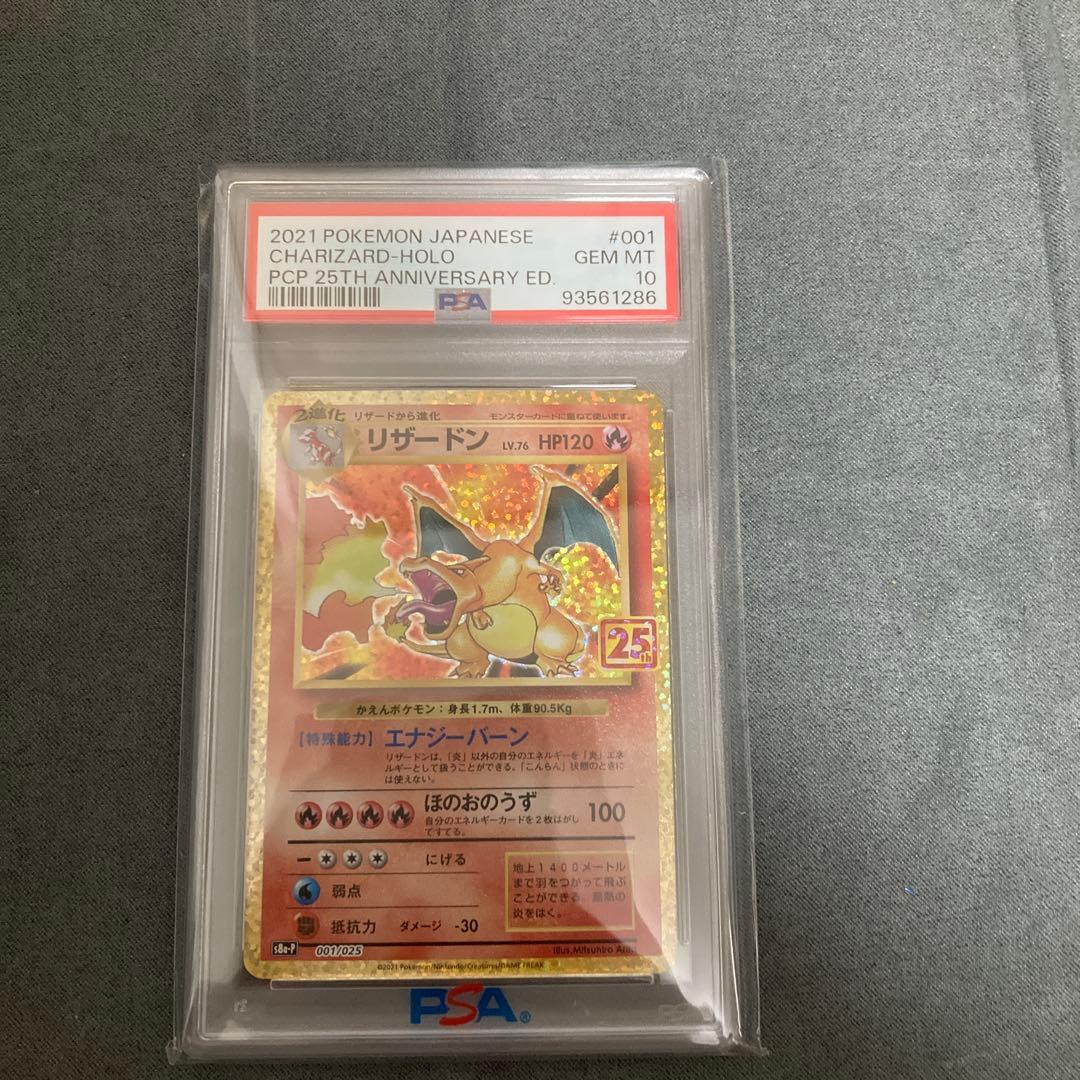 2021 POKEMON JAPANESE #001
CHARIZARD-HOLO GEM MT
PCP 25TH ANNIVERSARY ED. 10
PSA 93561286
2進化 リザードから進化 モンスターカードに重ねて使います。
リザードン LV.76 HP120
25th
かえんポケモン：身長1.7m、体重90.5Kg
【特殊能力】エナジーバーン
リザードンは、「炎」以外の自分のエネルギーを「炎」エネ
ルギーとして扱うことができる。「こんらん」状態のときに
は使えない。
ほのおのうず 100
自分のエネルギーカードを2枚はがし
てすてる。
にげる
弱点
抵抗力 ダメージ -30
地上1400メートル
まで羽をつかって飛ぶ
ことができる。高熱の
炎をはく。
s8a-P 001/025 Illus.Mitsuhiro
©2021 Pokémon/Nintendo/Creatures/GAME FREAK
PSA®